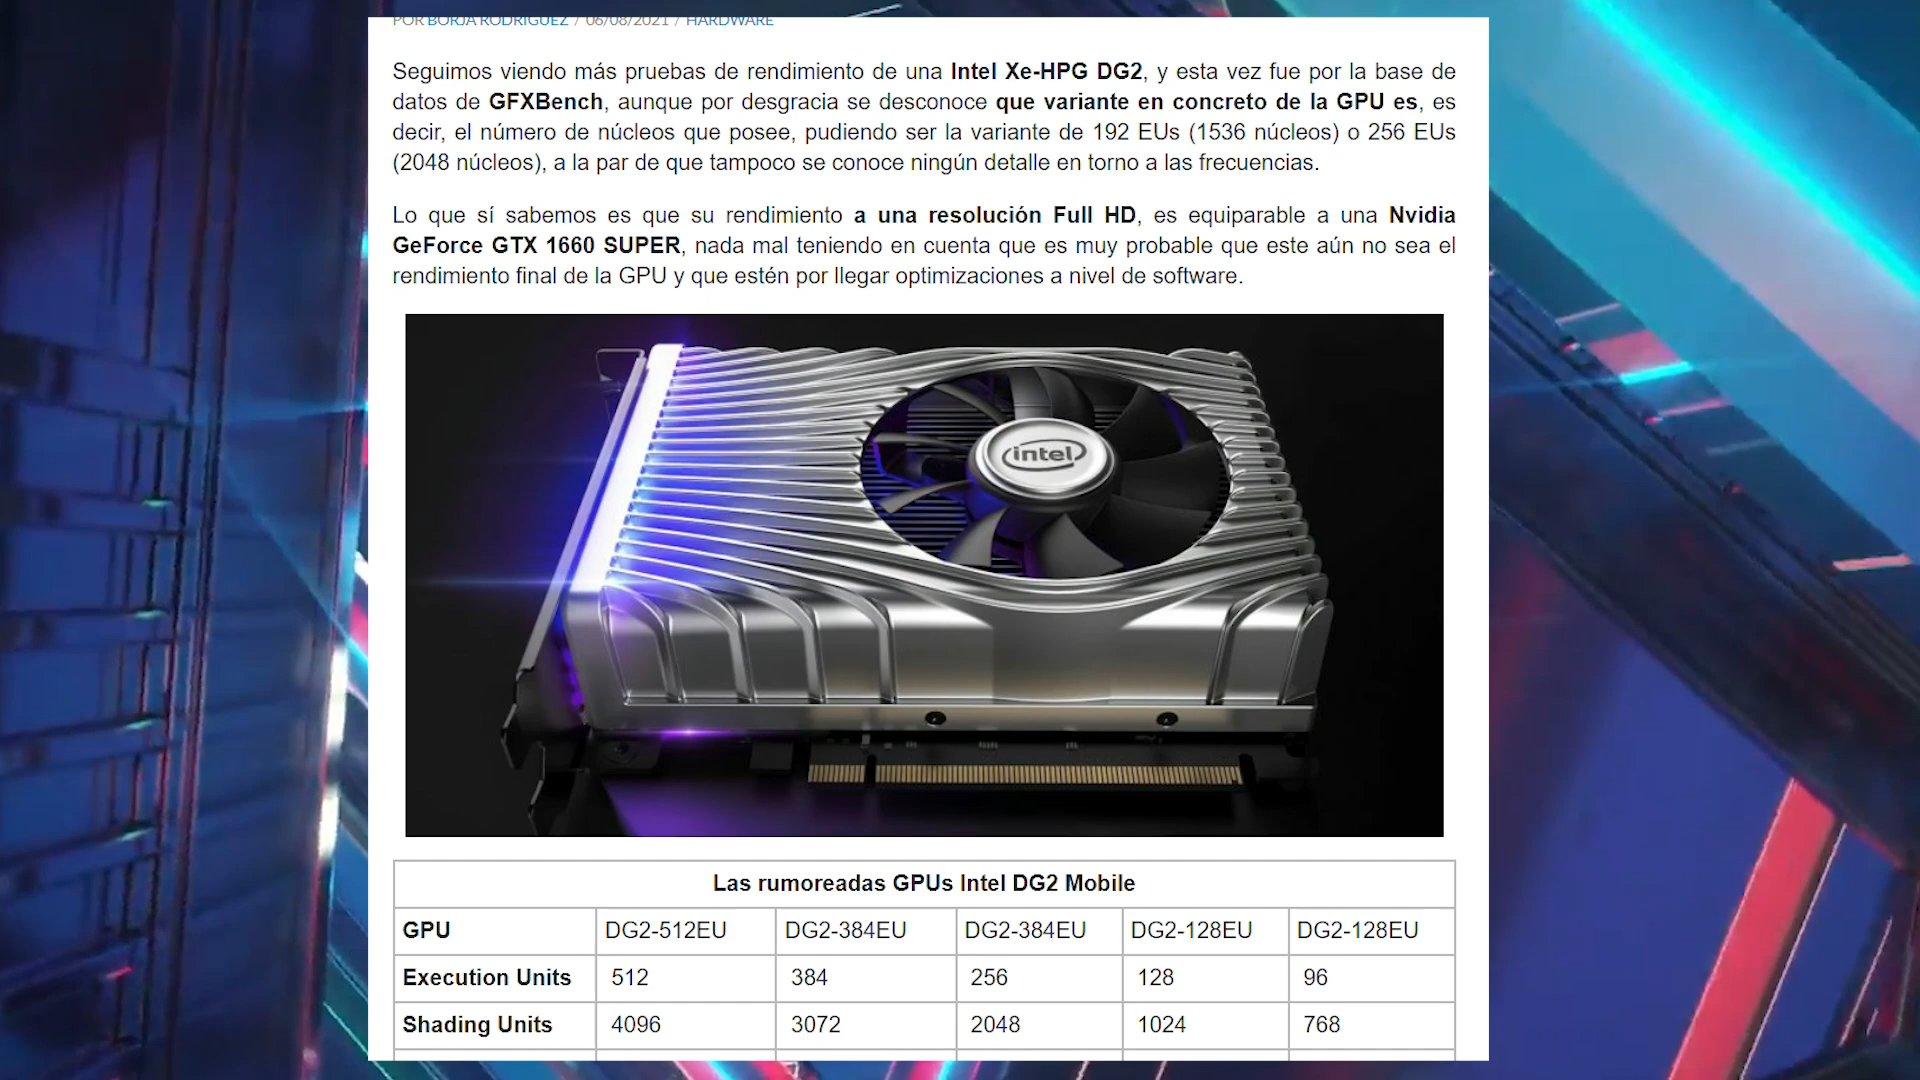 POR BORJA RODRÍGUEZ / 06/08/2021 / HARDWARE
Seguimos viendo más pruebas de rendimiento de una Intel Xe-HPG DG2, y esta vez fue por la base de
datos de GFXBench, aunque por desgracia se desconoce que variante en concreto de la GPU es, es
decir, el número de núcleos que posee, pudiendo ser la variante de 192 EUs (1536 núcleos) o 256 EUs
(2048 núcleos), a la par de que tampoco se conoce ningún detalle en torno a las frecuencias.
Lo que sí sabemos es que su rendimiento a una resolución Full HD, es equiparable a una Nvidia
GeForce GTX 1660 SUPER, nada mal teniendo en cuenta que es muy probable que este aún no sea el
rendimiento final de la GPU y que estén por llegar optimizaciones a nivel de software.
intel
Las rumoreadas GPUs Intel DG2 Mobile
GPU DG2-512EU DG2-384EU DG2-384EU DG2-128EU DG2-128EU
Execution Units 512 384 256 128 96
Shading Units 4096 3072 2048 1024 768